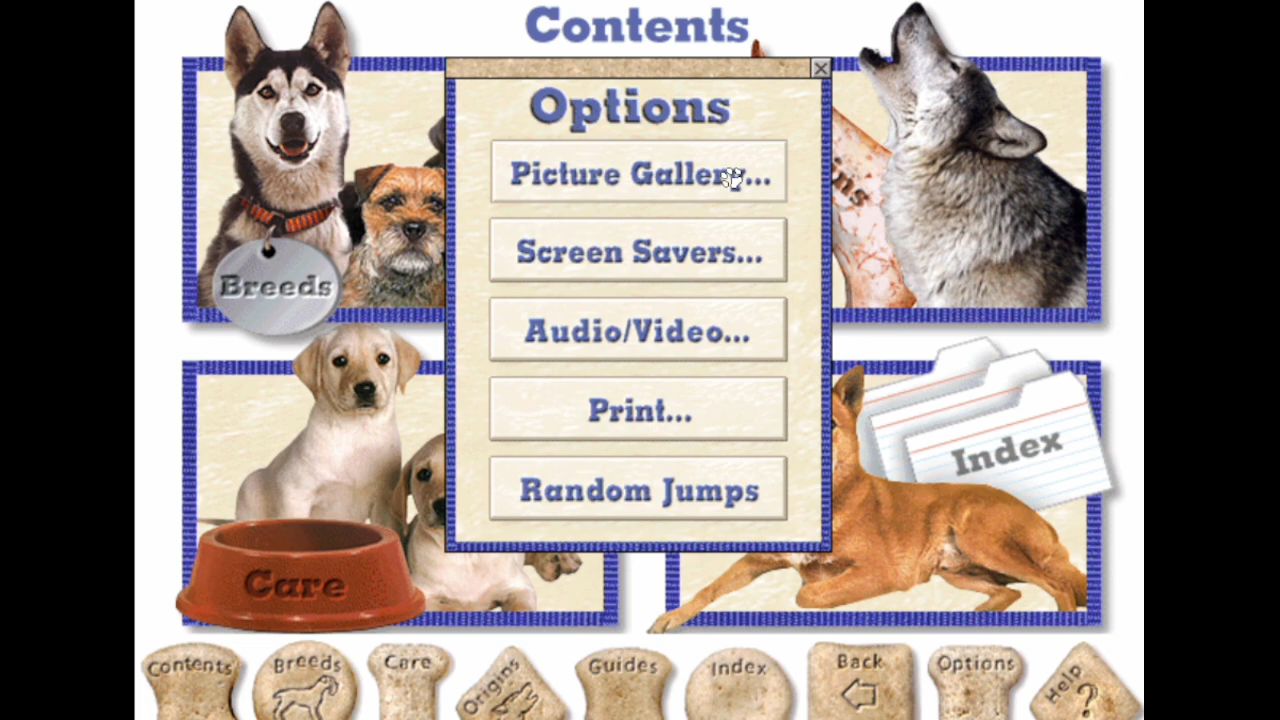 Contents
Options
Picture Gallery...
Screen Savers...
Audio/Video...
Print...
Random Jumps
Breeds
Index
Care
Contents
Breeds
Care
Origins
Guides
Index
Back
Options
Help
?